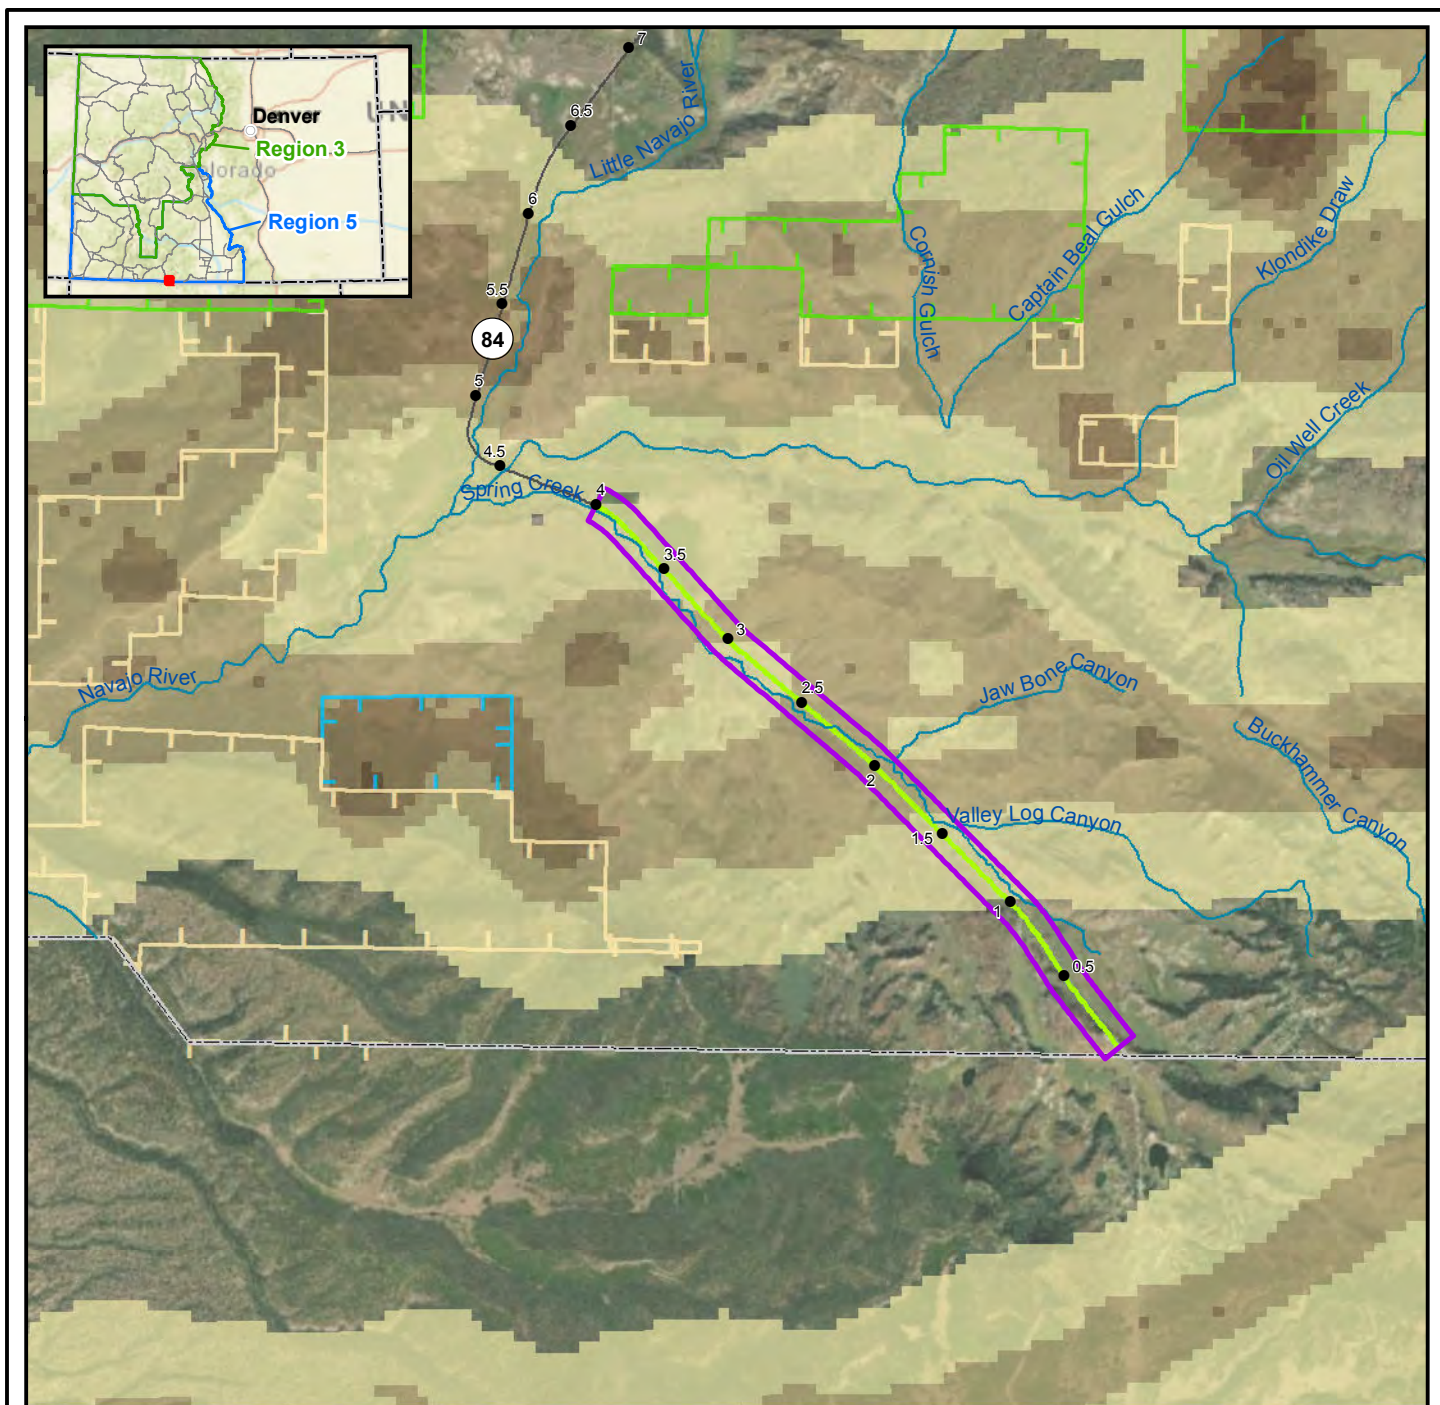 Denver
UN
Region 3
Colorado
Region 5
7
6.5
Little Navajo River
6
5.5
84
5
4.5
Spring Creek
4
3.5
3
2.5
2
1.5
1
0.5
Cornish Gulch
Captain Beal Gulch
Klondike Draw
Oil Well Creek
Navajo River
Jaw Bone Canyon
Valley Log Canyon
Buckhammer Canyon